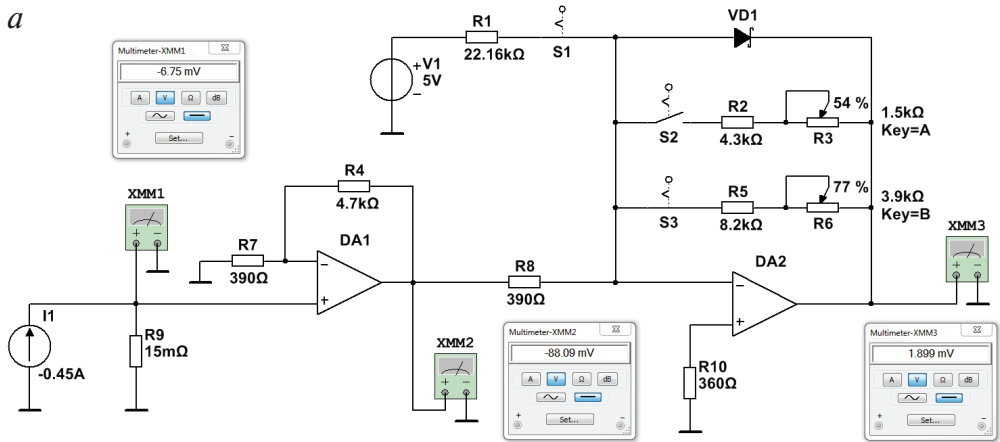 a
Multimeter-XMM1
-6.75 mV
A V Ω dB
Set...
+ −
XMM1
+ −
I1
-0.45A
R9
15mΩ
R7
390Ω
R4
4.7kΩ
DA1
−
+
XMM2
+ −
V1
5V
+
−
R1
22.16kΩ
S1
VD1
S2
R2
4.3kΩ
54 %
R3
1.5kΩ
Key=A
S3
R5
8.2kΩ
77 %
R6
3.9kΩ
Key=B
R8
390Ω
DA2
−
+
R10
360Ω
XMM3
+ −
Multimeter-XMM2
-88.09 mV
A V Ω dB
Set...
+ −
Multimeter-XMM3
1.899 mV
A V Ω dB
Set...
+ −